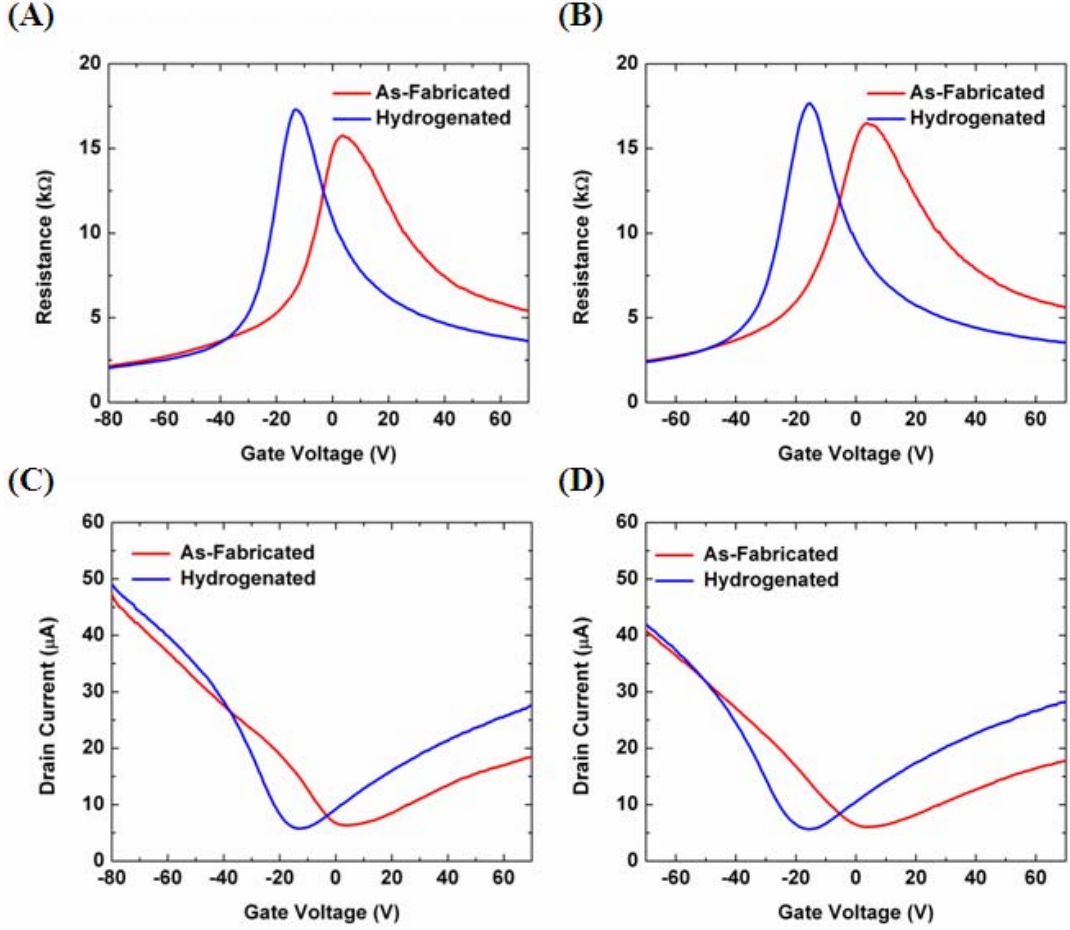 (A)
(B)
20
15
10
5
0
Resistance (kΩ)
As-Fabricated
Hydrogenated
-80 -60 -40 -20 0 20 40 60
Gate Voltage (V)
20
15
10
5
0
Resistance (kΩ)
As-Fabricated
Hydrogenated
-60 -40 -20 0 20 40 60
Gate Voltage (V)
(C)
(D)
60
50
40
30
20
10
0
Drain Current (μA)
As-Fabricated
Hydrogenated
-80 -60 -40 -20 0 20 40 60
Gate Voltage (V)
60
50
40
30
20
10
0
Drain Current (μA)
As-Fabricated
Hydrogenated
-60 -40 -20 0 20 40 60
Gate Voltage (V)